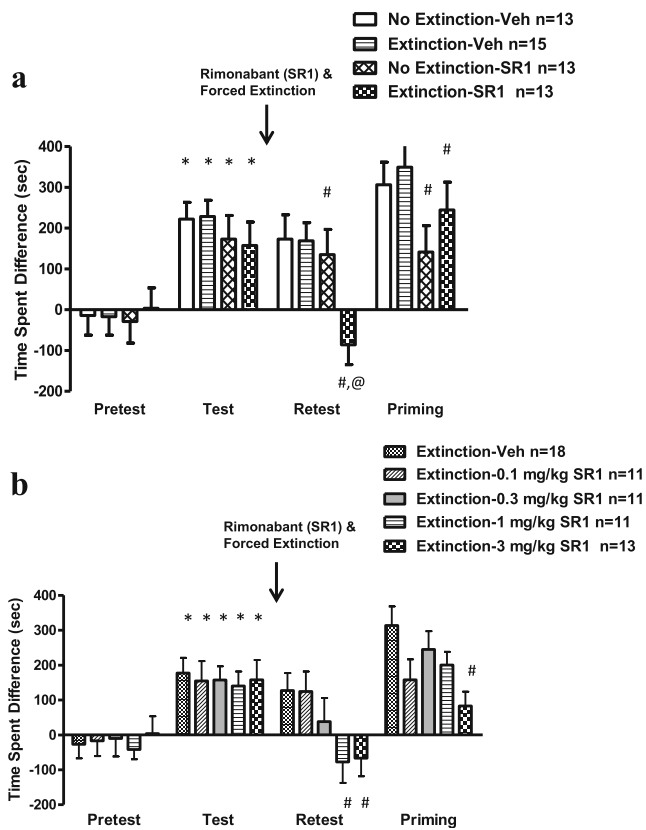 a
No Extinction-Veh n=13
Extinction-Veh n=15
No Extinction-SR1 n=13
Extinction-SR1 n=13
Rimonabant (SR1) &
Forced Extinction
Time Spent Difference (sec)
400
300
200
100
0
-100
-200
* * * *
#
#,@
#
#
Pretest Test Retest Priming
b
Extinction-Veh n=18
Extinction-0.1 mg/kg SR1 n=11
Extinction-0.3 mg/kg SR1 n=11
Extinction-1 mg/kg SR1 n=11
Extinction-3 mg/kg SR1 n=13
Rimonabant (SR1) &
Forced Extinction
Time Spent Difference (sec)
400
300
200
100
0
-100
-200
* * * * *
# #
#
Pretest Test Retest Priming